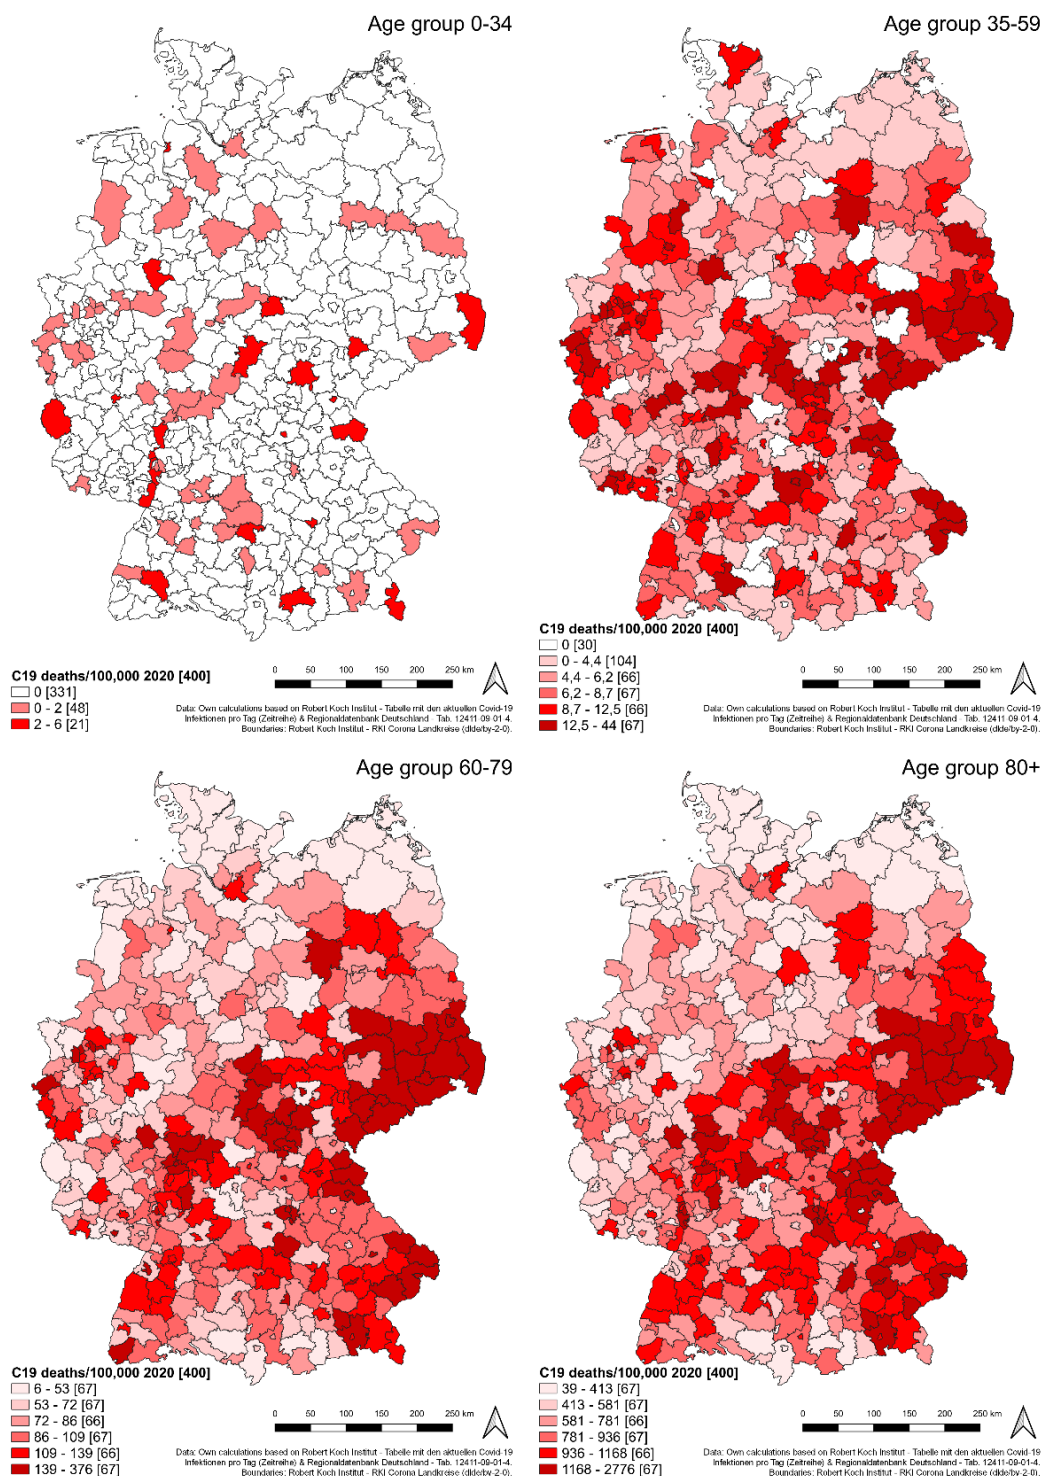 Age group 0-34
C19 deaths/100,000 2020 [400]
0 [331]
0 - 2 [48]
2 - 6 [21]
0 50 100 150 200 250 km
Data: Own calculations based on Robert Koch Institut - Tabelle mit den aktuellen Covid-19
Infektionen pro Tag (Zeitreihe) & Regionaldatenbank Deutschland - Tab. 12411-09-01-4.
Boundaries: Robert Koch Institut - RKI Corona Landkreise (dlde/by-2-0).
Age group 35-59
C19 deaths/100,000 2020 [400]
0 [30]
0 - 4,4 [104]
4,4 - 6,2 [66]
6,2 - 8,7 [67]
8,7 - 12,5 [66]
12,5 - 44 [67]
0 50 100 150 200 250 km
Data: Own calculations based on Robert Koch Institut - Tabelle mit den aktuellen Covid-19
Infektionen pro Tag (Zeitreihe) & Regionaldatenbank Deutschland - Tab. 12411-09-01-4.
Boundaries: Robert Koch Institut - RKI Corona Landkreise (dlde/by-2-0).
Age group 60-79
C19 deaths/100,000 2020 [400]
6 - 53 [67]
53 - 72 [67]
72 - 86 [66]
86 - 109 [67]
109 - 139 [66]
139 - 376 [67]
0 50 100 150 200 250 km
Data: Own calculations based on Robert Koch Institut - Tabelle mit den aktuellen Covid-19
Infektionen pro Tag (Zeitreihe) & Regionaldatenbank Deutschland - Tab. 12411-09-01-4.
Boundaries: Robert Koch Institut - RKI Corona Landkreise (dlde/by-2-0).
Age group 80+
C19 deaths/100,000 2020 [400]
39 - 413 [67]
413 - 581 [67]
581 - 781 [66]
781 - 936 [67]
936 - 1168 [66]
1168 - 2776 [67]
0 50 100 150 200 250 km
Data: Own calculations based on Robert Koch Institut - Tabelle mit den aktuellen Covid-19
Infektionen pro Tag (Zeitreihe) & Regionaldatenbank Deutschland - Tab. 12411-09-01-4.
Boundaries: Robert Koch Institut - RKI Corona Landkreise (dlde/by-2-0).